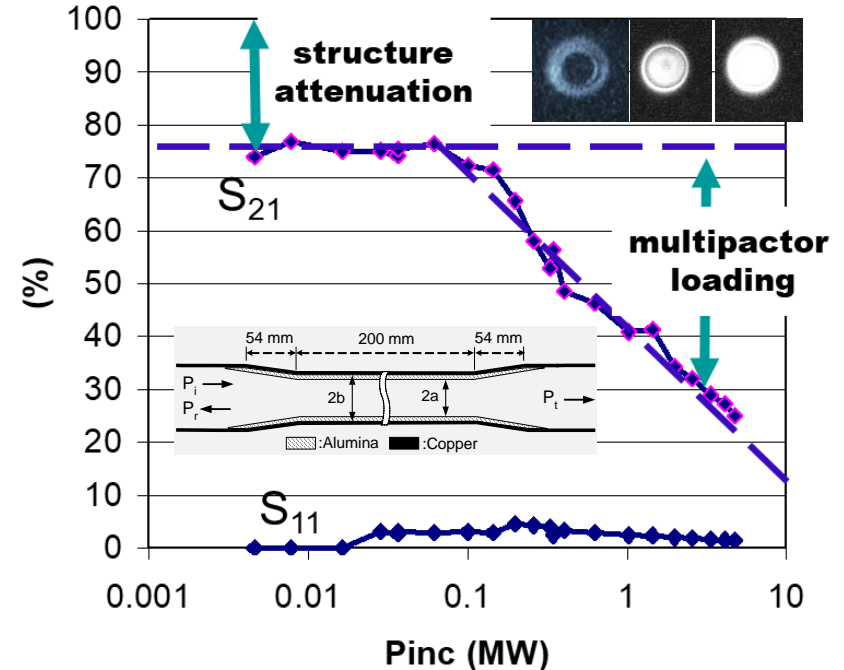 100
90
80
70
60
50
40
30
20
10
0
(%)
structure
attenuation
S21
multipactor
loading
54 mm
200 mm
54 mm
Pi
Pr
2b
2a
Pt
:Alumina
:Copper
S11
0.001
0.01
0.1
1
10
Pinc (MW)